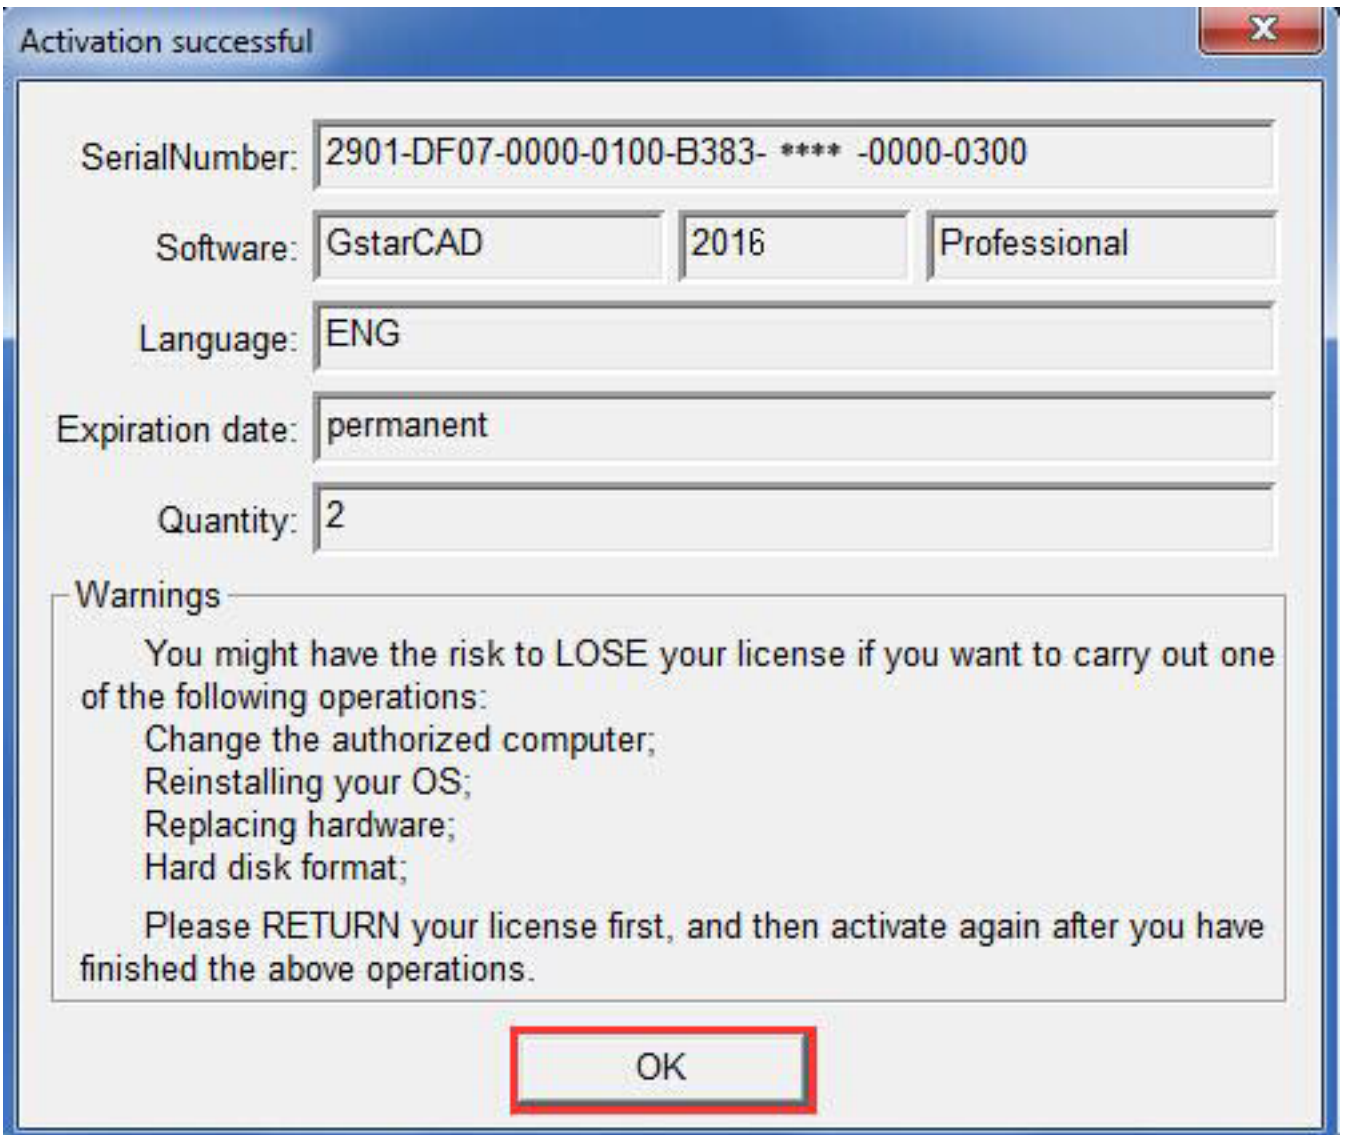 Activation successful
SerialNumber: 2901-DF07-0000-0100-B383- **** -0000-0300
Software: GstarCAD 2016 Professional
Language: ENG
Expiration date: permanent
Quantity: 2
Warnings
You might have the risk to LOSE your license if you want to carry out one
of the following operations:
Change the authorized computer;
Reinstalling your OS;
Replacing hardware;
Hard disk format;
Please RETURN your license first, and then activate again after you have
finished the above operations.
OK